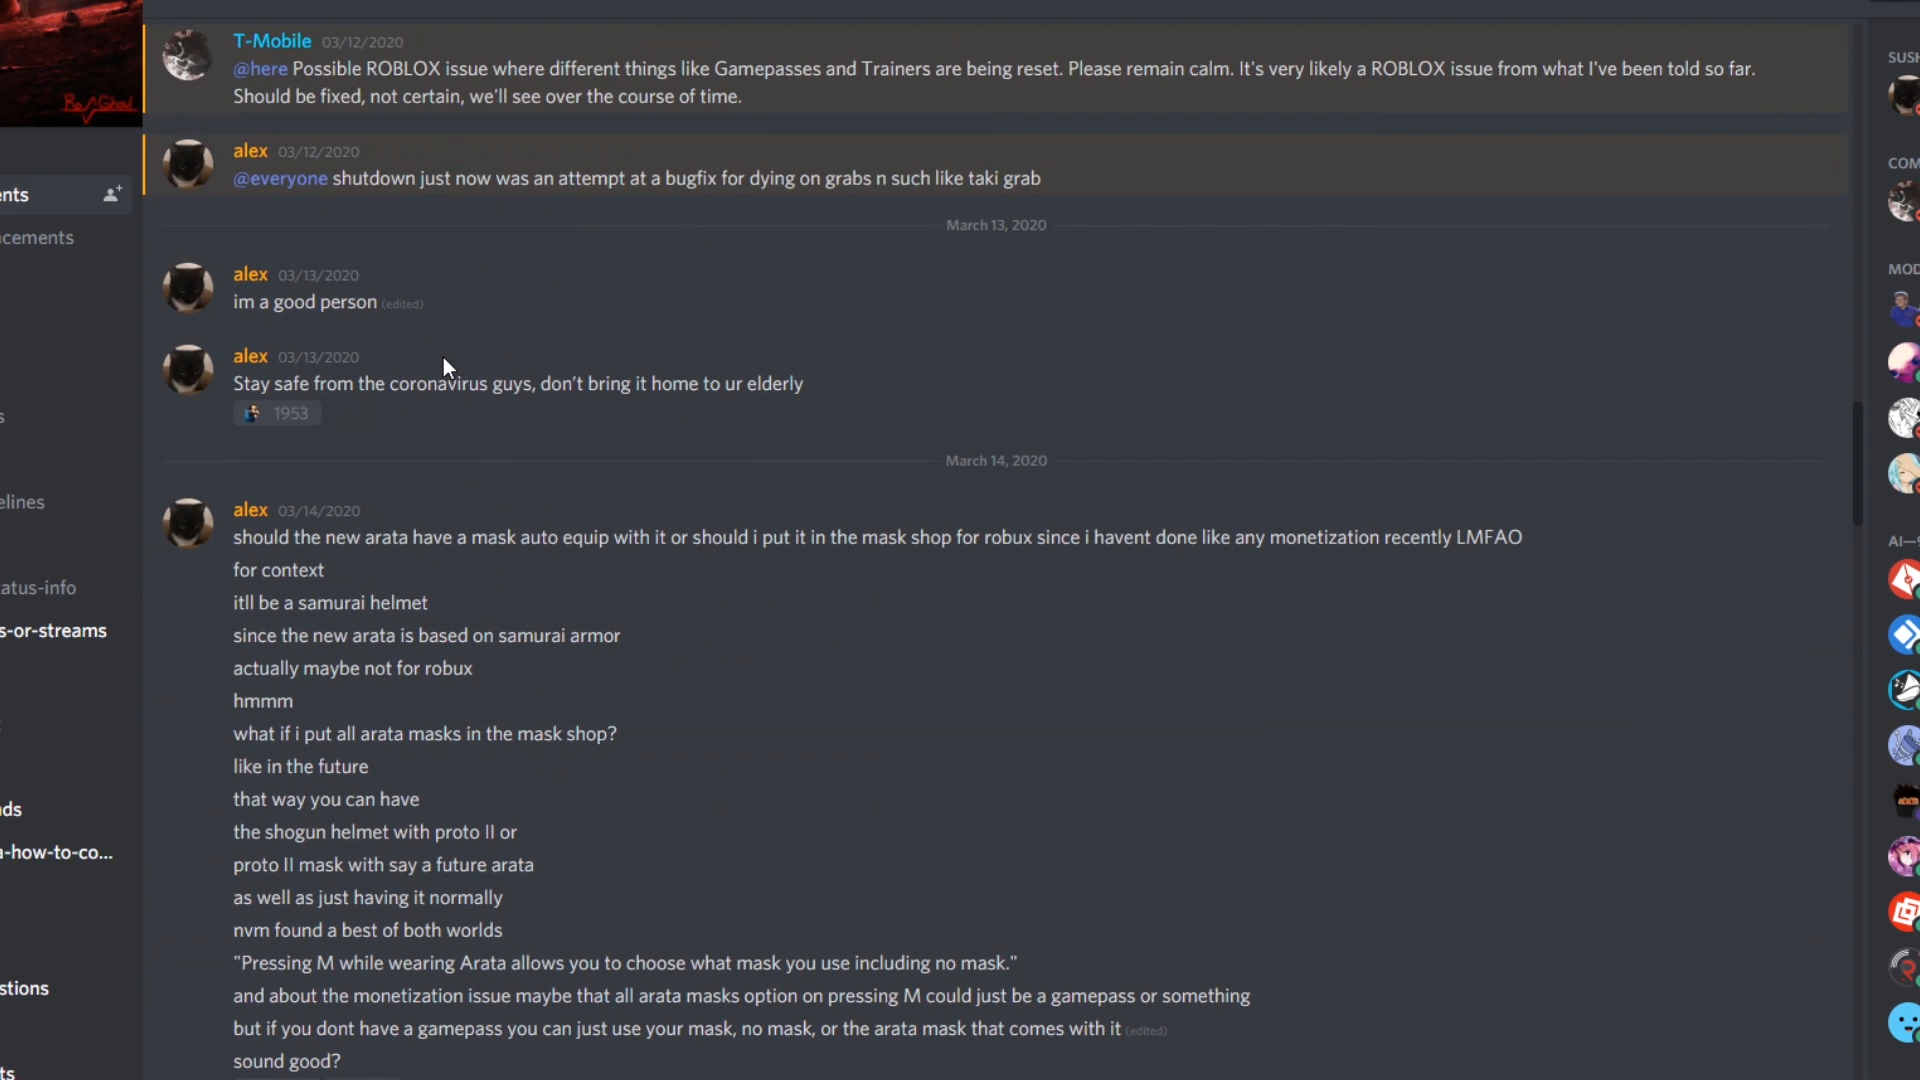 T-Mobile 03/12/2020
@here Possible ROBLOX issue where different things like Gamepasses and Trainers are being reset. Please remain calm. It's very likely a ROBLOX issue from what I've been told so far.
Should be fixed, not certain, we'll see over the course of time.
alex 03/12/2020
@everyone shutdown just now was an attempt at a bugfix for dying on grabs n such like taki grab
March 13, 2020
alex 03/13/2020
im a good person (edited)
alex 03/13/2020
Stay safe from the coronavirus guys, don't bring it home to ur elderly
1953
March 14, 2020
alex 03/14/2020
should the new arata have a mask auto equip with it or should i put it in the mask shop for robux since i havent done like any monetization recently LMFAO
for context
itll be a samurai helmet
since the new arata is based on samurai armor
actually maybe not for robux
hmmm
what if i put all arata masks in the mask shop?
like in the future
that way you can have
the shogun helmet with proto II or
proto II mask with say a future arata
as well as just having it normally
nvm found a best of both worlds
"Pressing M while wearing Arata allows you to choose what mask you use including no mask."
and about the monetization issue maybe that all arata masks option on pressing M could just be a gamepass or something
but if you dont have a gamepass you can just use your mask, no mask, or the arata mask that comes with it (edited)
sound good?
Ro Ghoul
ents
cements
s
elines
atus-info
s-or-streams
ds
a-how-to-co...
stions
ts
SUSH
COM
MOD
AI—